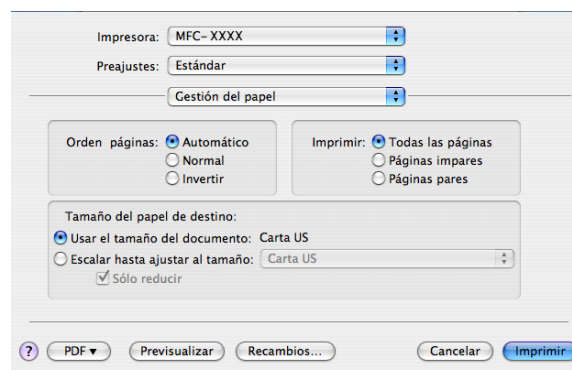 Impresora: MFC-XXXX
Preajustes: Estándar
Gestión del papel
Orden páginas: Automático
Normal
Invertir
Imprimir: Todas las páginas
Páginas impares
Páginas pares
Tamaño del papel de destino:
Usar el tamaño del documento: Carta US
Escalar hasta ajustar al tamaño: Carta US
Sólo reducir
? PDF▼ Previsualizar Recambios... Cancelar Imprimir